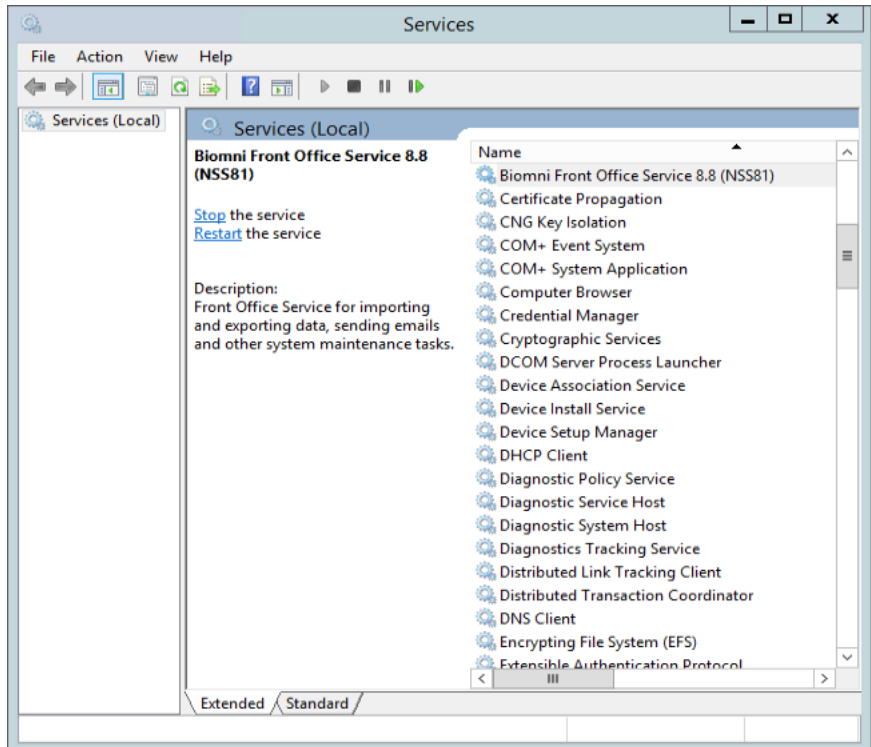 Services
File Action View Help
Services (Local)
Services (Local)
Biomni Front Office Service 8.8
(NSS81)
Stop the service
Restart the service
Description:
Front Office Service for importing
and exporting data, sending emails
and other system maintenance tasks.
Name
Biomni Front Office Service 8.8 (NSS81)
Certificate Propagation
CNG Key Isolation
COM+ Event System
COM+ System Application
Computer Browser
Credential Manager
Cryptographic Services
DCOM Server Process Launcher
Device Association Service
Device Install Service
Device Setup Manager
DHCP Client
Diagnostic Policy Service
Diagnostic Service Host
Diagnostic System Host
Diagnostics Tracking Service
Distributed Link Tracking Client
Distributed Transaction Coordinator
DNS Client
Encrypting File System (EFS)
Extensible Authentication Protocol
Extended Standard